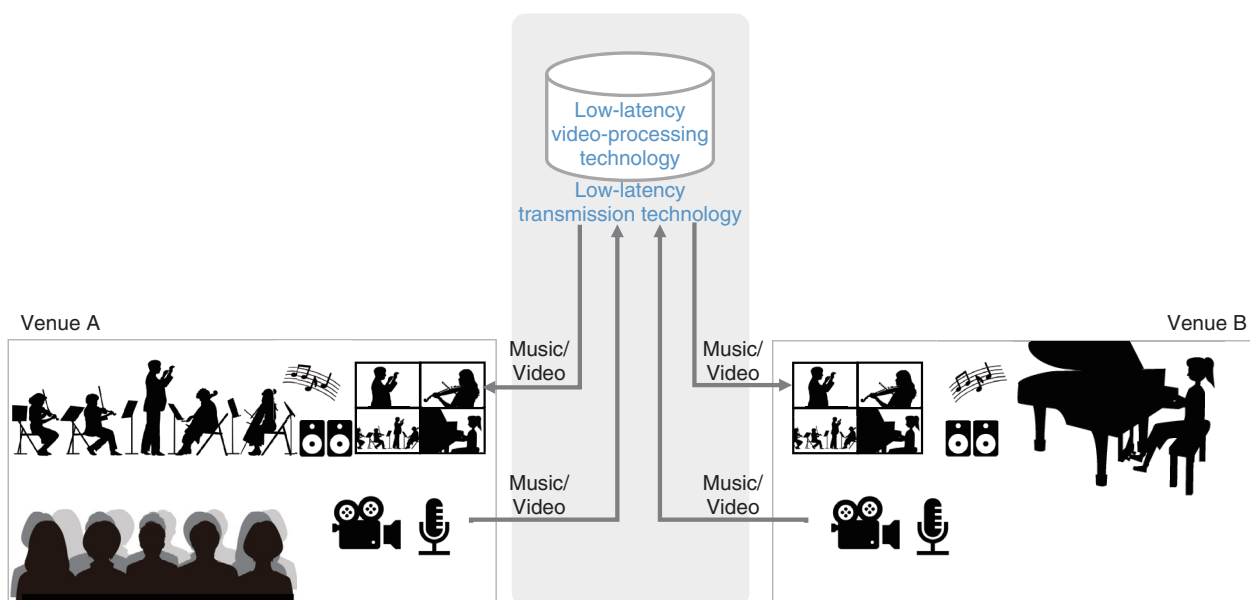 Low-latency
video-processing
technology
Low-latency
transmission technology
Venue A
Venue B
Music/
Video
Music/
Video
Music/
Video
Music/
Video